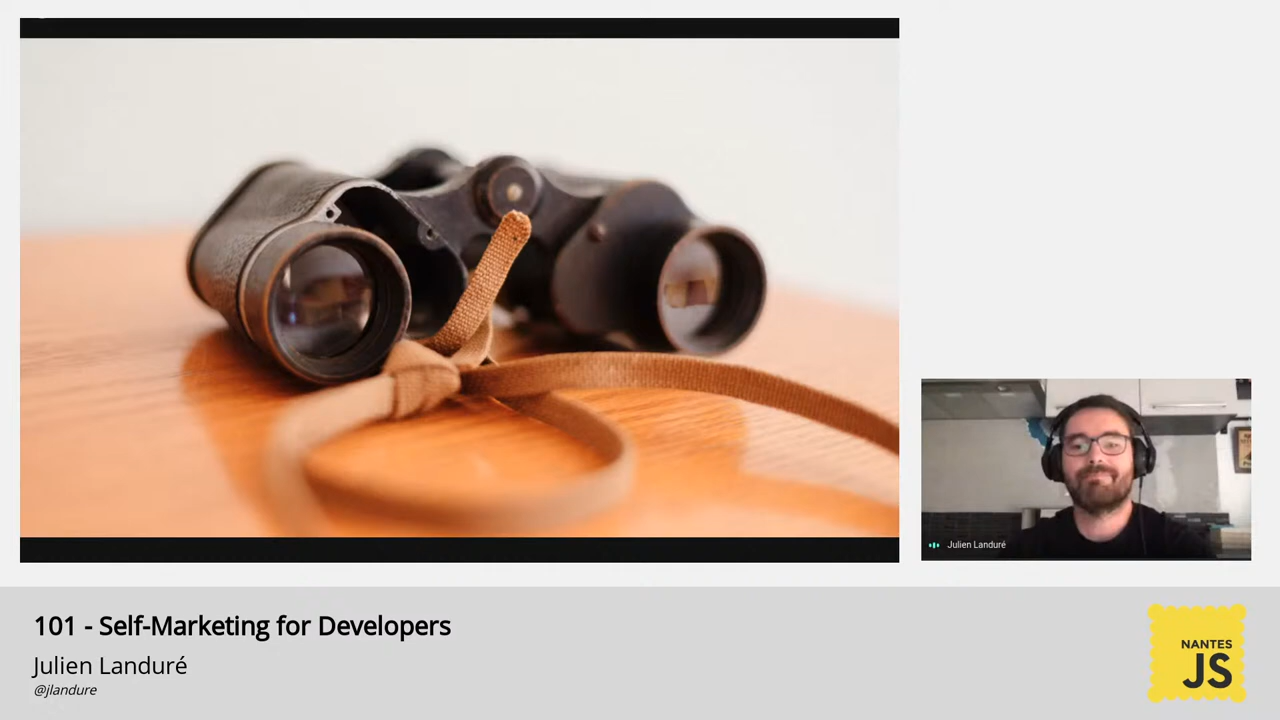 Julien Landuré
101 - Self-Marketing for Developers
Julien Landuré
@jlandure
NANTES
JS